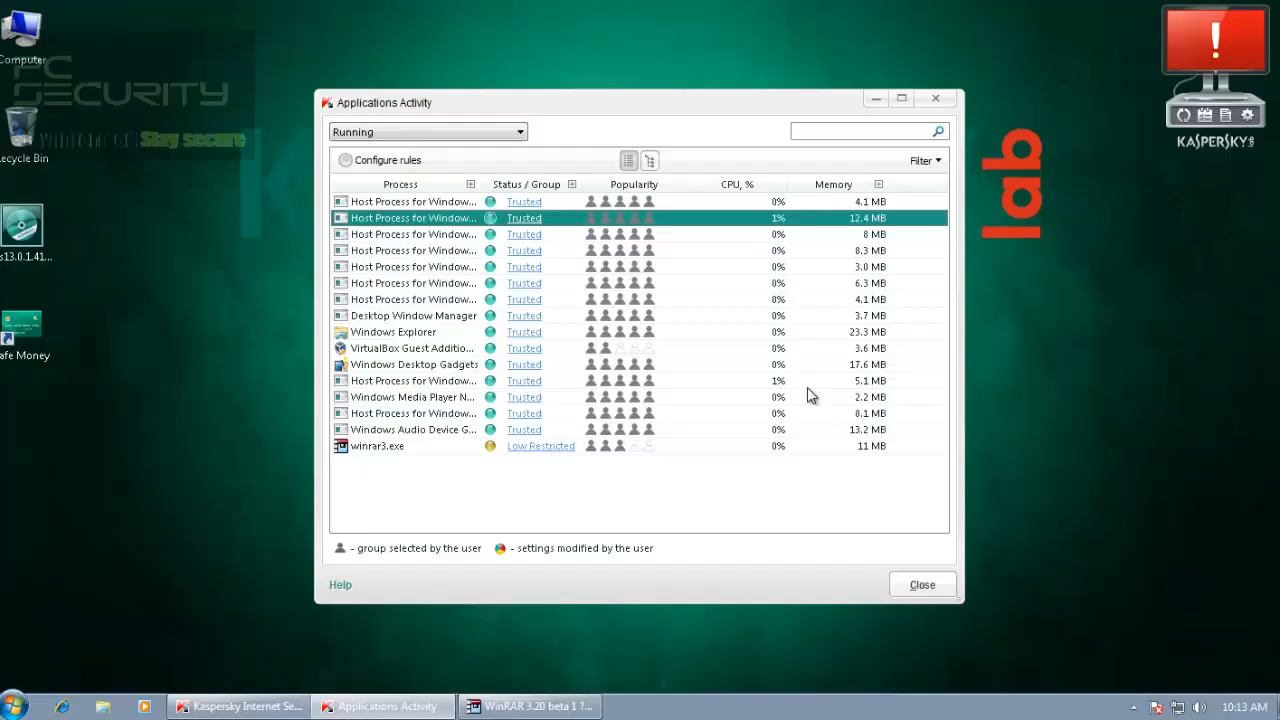 Computer
PC
SECURITY
Stay secure
ecycle Bin
s13.0.1.41...
afe Money
lab
KASPERSKY
Applications Activity
Running
Configure rules
Filter
Process Status / Group Popularity CPU, % Memory
Host Process for Window... Trusted 0% 4.1 MB
Host Process for Window... Trusted 1% 12.4 MB
Host Process for Window... Trusted 0% 8 MB
Host Process for Window... Trusted 0% 8.3 MB
Host Process for Window... Trusted 0% 3.0 MB
Host Process for Window... Trusted 0% 6.3 MB
Host Process for Window... Trusted 0% 4.1 MB
Desktop Window Manager Trusted 0% 3.7 MB
Windows Explorer Trusted 0% 23.3 MB
VirtualBox Guest Additio... Trusted 0% 3.6 MB
Windows Desktop Gadgets Trusted 0% 17.6 MB
Host Process for Window... Trusted 1% 5.1 MB
Windows Media Player N... Trusted 0% 2.2 MB
Host Process for Window... Trusted 0% 8.1 MB
Windows Audio Device G... Trusted 0% 13.2 MB
winrar3.exe Low Restricted 0% 11 MB
- group selected by the user - settings modified by the user
Help Close
Kaspersky Internet Se... Applications Activity WinRAR 3.20 beta 1 ?... 10:13 AM